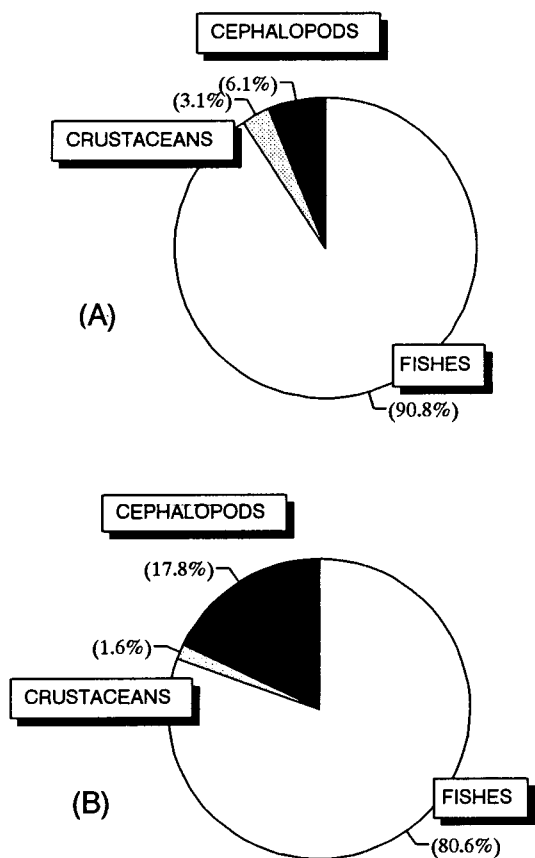 CEPHALOPODS
(6.1%)
(3.1%)
CRUSTACEANS
(A)
FISHES
(90.8%)
CEPHALOPODS
(17.8%)
(1.6%)
CRUSTACEANS
(B)
FISHES
(80.6%)